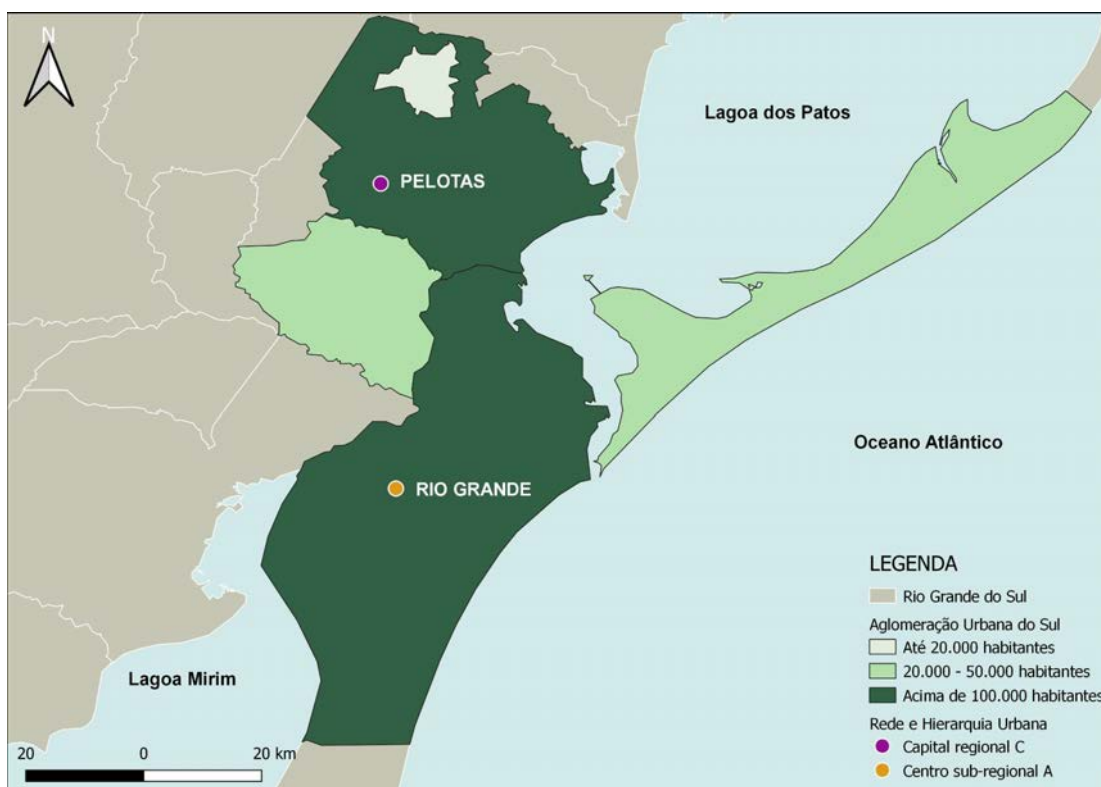 N
Lagoa dos Patos
PELOTAS
Oceano Atlântico
RIO GRANDE
Lagoa Mirim
20 0 20 km
LEGENDA
Rio Grande do Sul
Aglomeração Urbana do Sul
Até 20.000 habitantes
20.000 - 50.000 habitantes
Acima de 100.000 habitantes
Rede e Hierarquia Urbana
Capital regional C
Centro sub-regional A